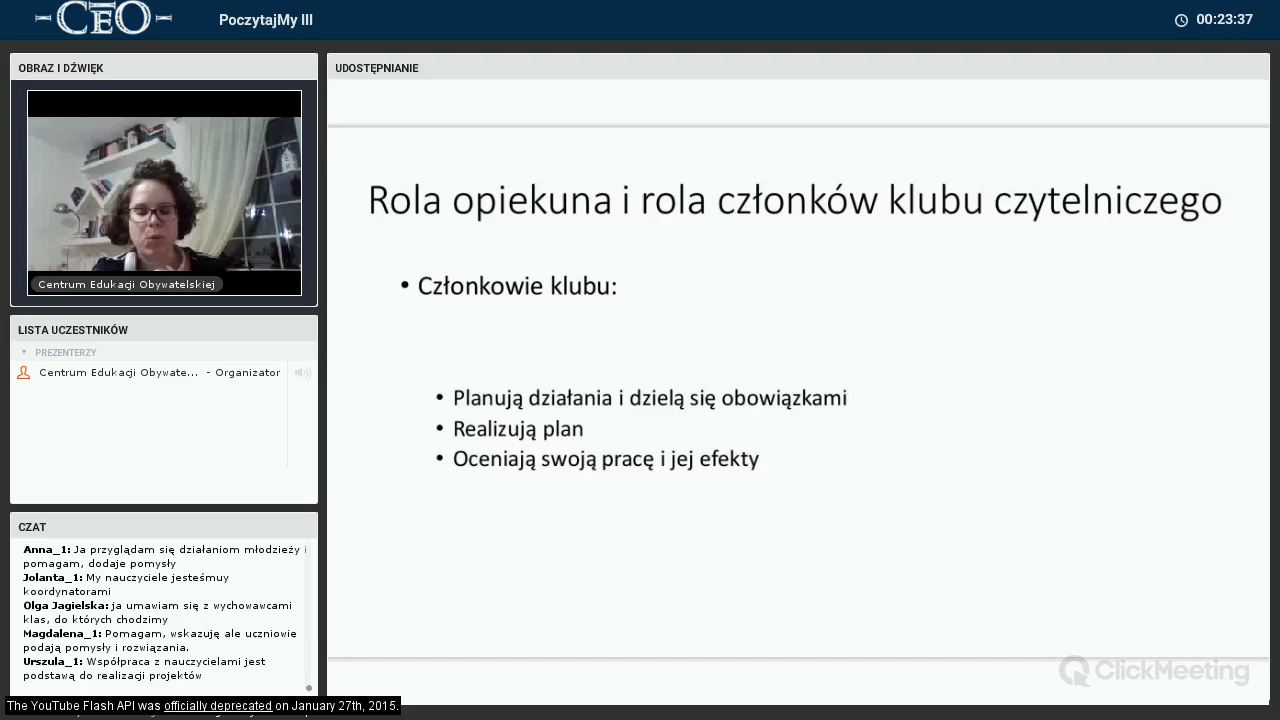 CEO
PoczytajMy III
00:23:37
OBRAZ I DŹWIĘK
Centrum Edukacji Obywatelskiej
LISTA UCZESTNIKÓW
PREZENTERZY
Centrum Edukacji Obywate... - Organizator
CZAT
Anna_1: Ja przyglądam się działaniom młodzieży i
pomagam, dodaje pomysły
Jolanta_1: My nauczyciele jesteśmuy
koordynatorami
Olga Jagielska: ja umawiam się z wychowawcami
klas, do których chodzimy
Magdalena_1: Pomagam, wskazuję ale uczniowie
podają pomysły i rozwiązania.
Urszula_1: Współpraca z nauczycielami jest
podstawą do realizacji projektów
The YouTube Flash API was officially deprecated on January 27th, 2015.
UDOSTĘPNIANIE
Rola opiekuna i rola członków klubu czytelniczego
• Członkowie klubu:
• Planują działania i dzielą się obowiązkami
• Realizują plan
• Oceniają swoją pracę i jej efekty
ClickMeeting